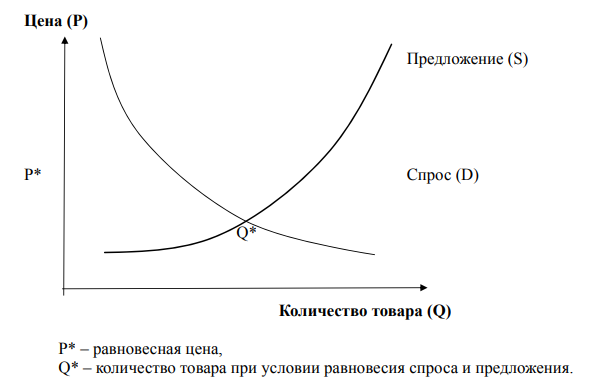 Цена (P)
Предложение (S)
P*
Спрос (D)
Q*
Количество товара (Q)
P* – равновесная цена,
Q* – количество товара при условии равновесия спроса и предложения.